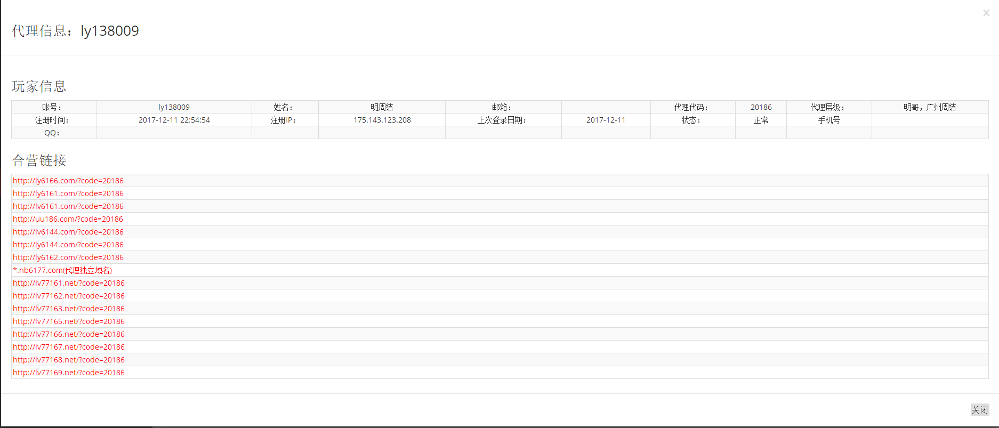 ×
代理信息：ly138009
玩家信息
账号： ly138009 姓名： 明周结 邮箱： 代理代码： 20186 代理层级： 明哥，广州周结
注册时间： 2017-12-11 22:54:54 注册IP： 175.143.123.208 上次登录日期： 2017-12-11 状态： 正常 手机号
QQ：
合营链接
http://ly6166.com/?code=20186
http://ly6161.com/?code=20186
http://lv6161.com/?code=20186
http://uu186.com/?code=20186
http://lv6144.com/?code=20186
http://ly6144.com/?code=20186
http://ly6162.com/?code=20186
*.nb6177.com(代理独立域名)
http://lv77161.net/?code=20186
http://lv77162.net/?code=20186
http://lv77163.net/?code=20186
http://lv77165.net/?code=20186
http://lv77166.net/?code=20186
http://lv77167.net/?code=20186
http://lv77168.net/?code=20186
http://lv77169.net/?code=20186
关闭